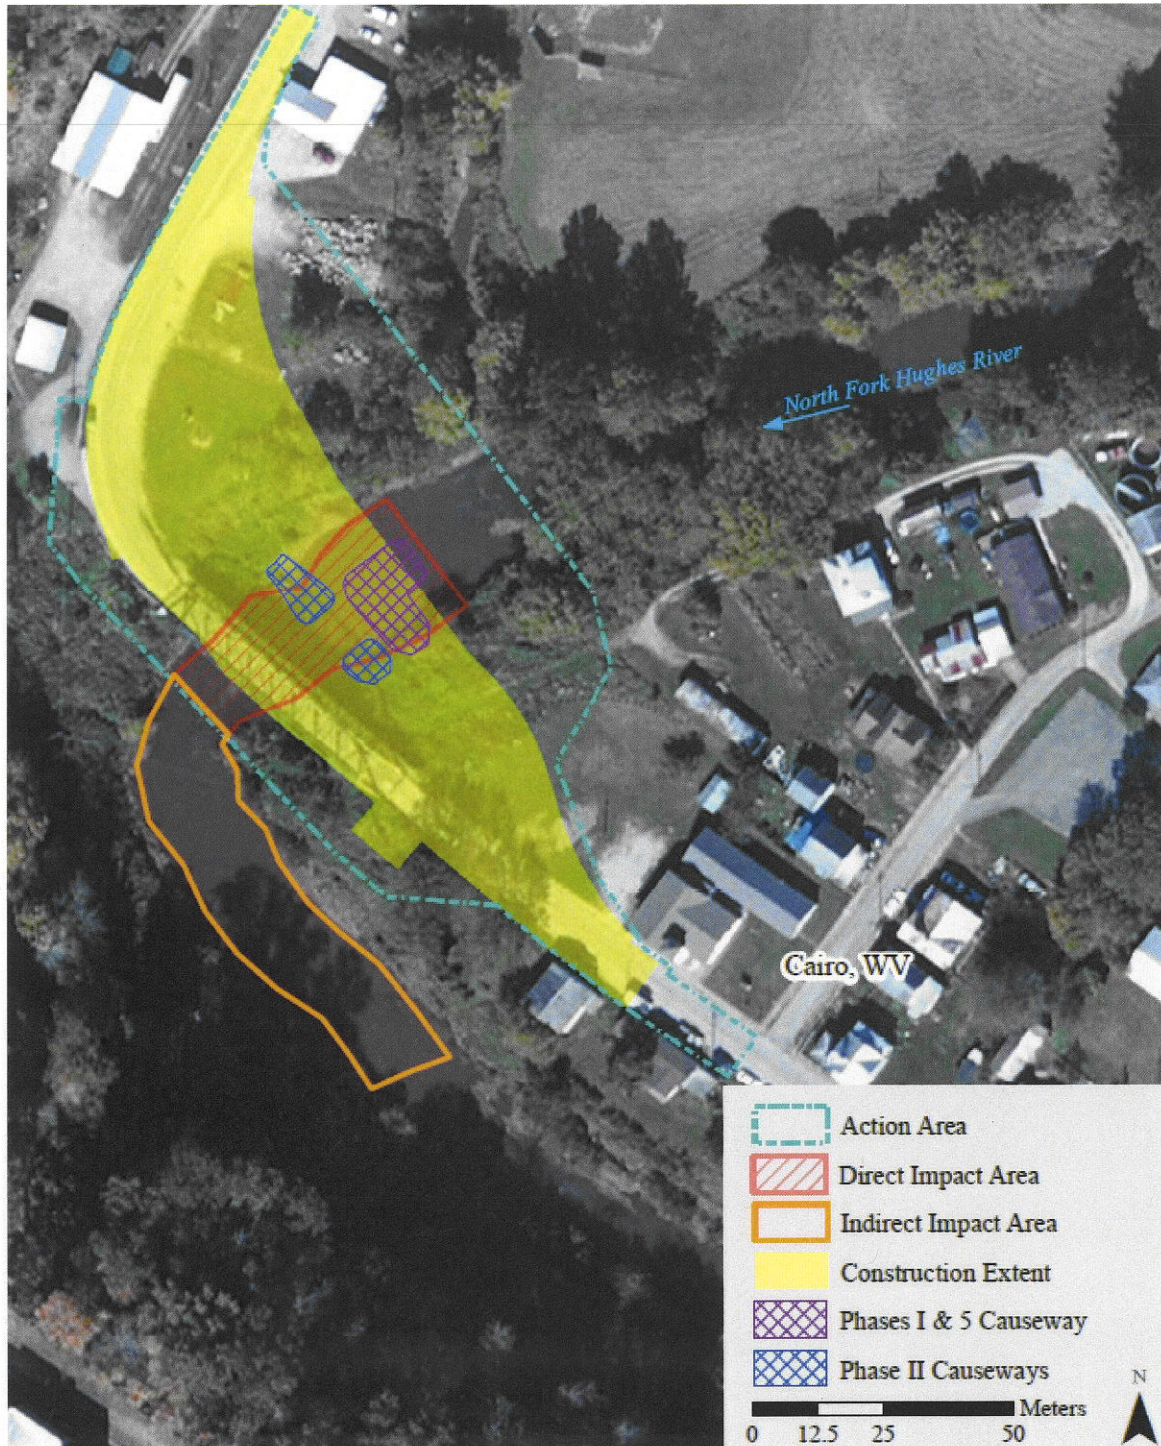 North Fork Hughes River
Cairo, WV
Action Area
Direct Impact Area
Indirect Impact Area
Construction Extent
Phases I & 5 Causeway
Phase II Causeways
N
Meters
0 12.5 25 50